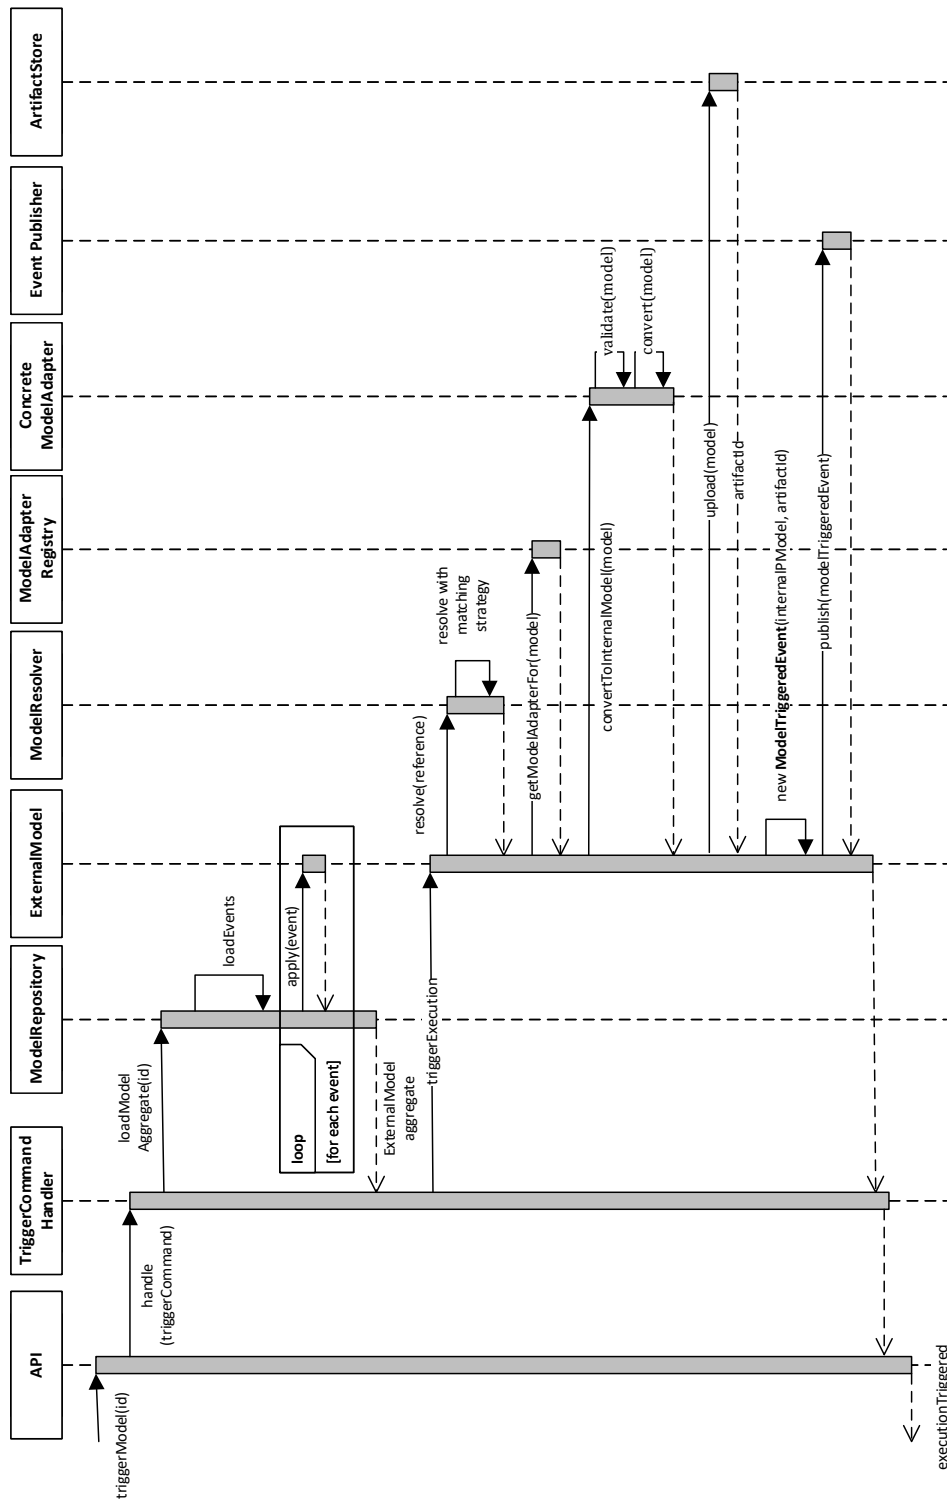 API
TriggerCommand
Handler
ModelRepository
ExternalModel
ModelResolver
ModelAdapter
Registry
Concrete
ModelAdapter
Event Publisher
ArtifactStore
triggerModel(id)
handle
(triggerCommand)
loadModel
Aggregate(id)
loadEvents
loop
[for each event]
apply(event)
ExternalModel
aggregate
triggerExecution
resolve(reference)
resolve with
matching
strategy
getModelAdapterFor(model)
convertToInternalModel(model)
validate(model)
convert(model)
upload(model)
artifactId
new ModelTriggeredEvent(internalPModel, artifactId)
publish(modelTriggeredEvent)
executionTriggered